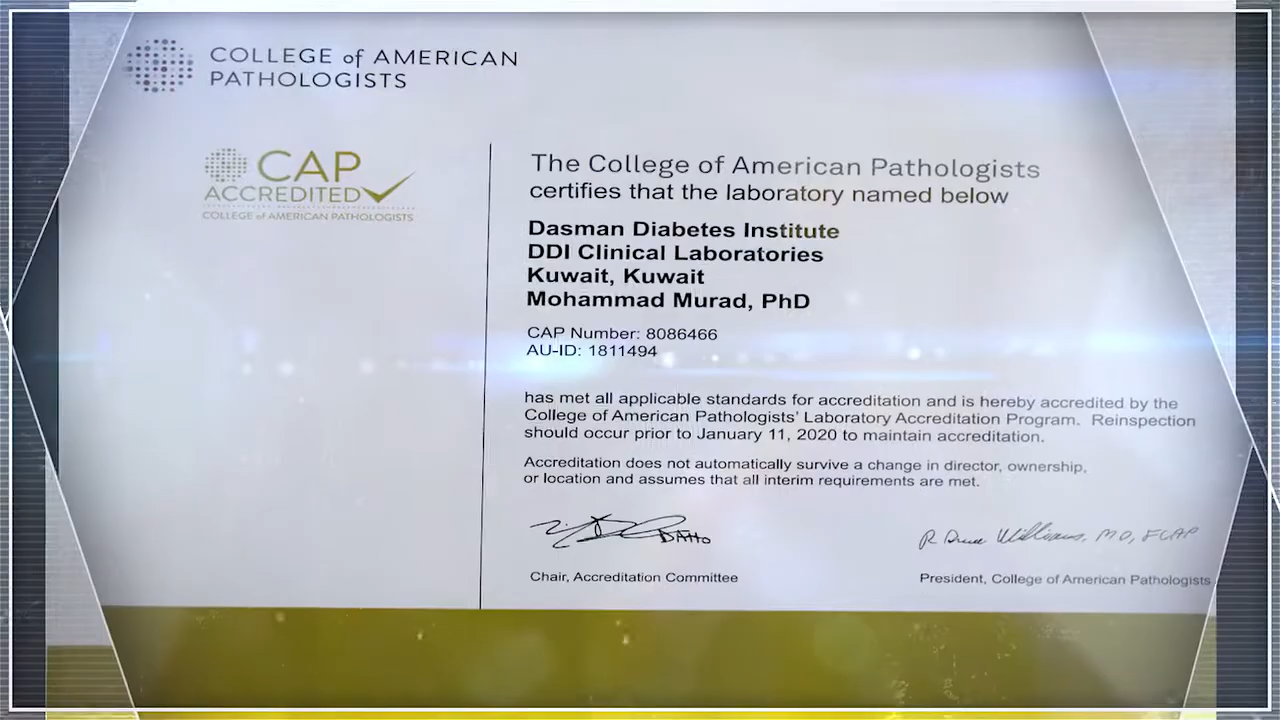 COLLEGE of AMERICAN
PATHOLOGISTS
CAP
ACCREDITED
COLLEGE of AMERICAN PATHOLOGISTS
The College of American Pathologists
certifies that the laboratory named below
Dasman Diabetes Institute
DDI Clinical Laboratories
Kuwait, Kuwait
Mohammad Murad, PhD
CAP Number: 8086466
AU-ID: 1811494
has met all applicable standards for accreditation and is hereby accredited by the
College of American Pathologists' Laboratory Accreditation Program. Reinspection
should occur prior to January 11, 2020 to maintain accreditation.
Accreditation does not automatically survive a change in director, ownership,
or location and assumes that all interim requirements are met.
R Bruce Williams, MD, FCAP
Chair, Accreditation Committee
President, College of American Pathologists